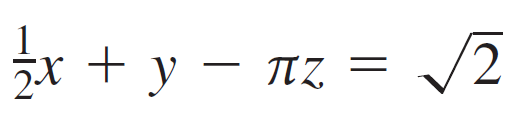 ½x + y − πz = √2